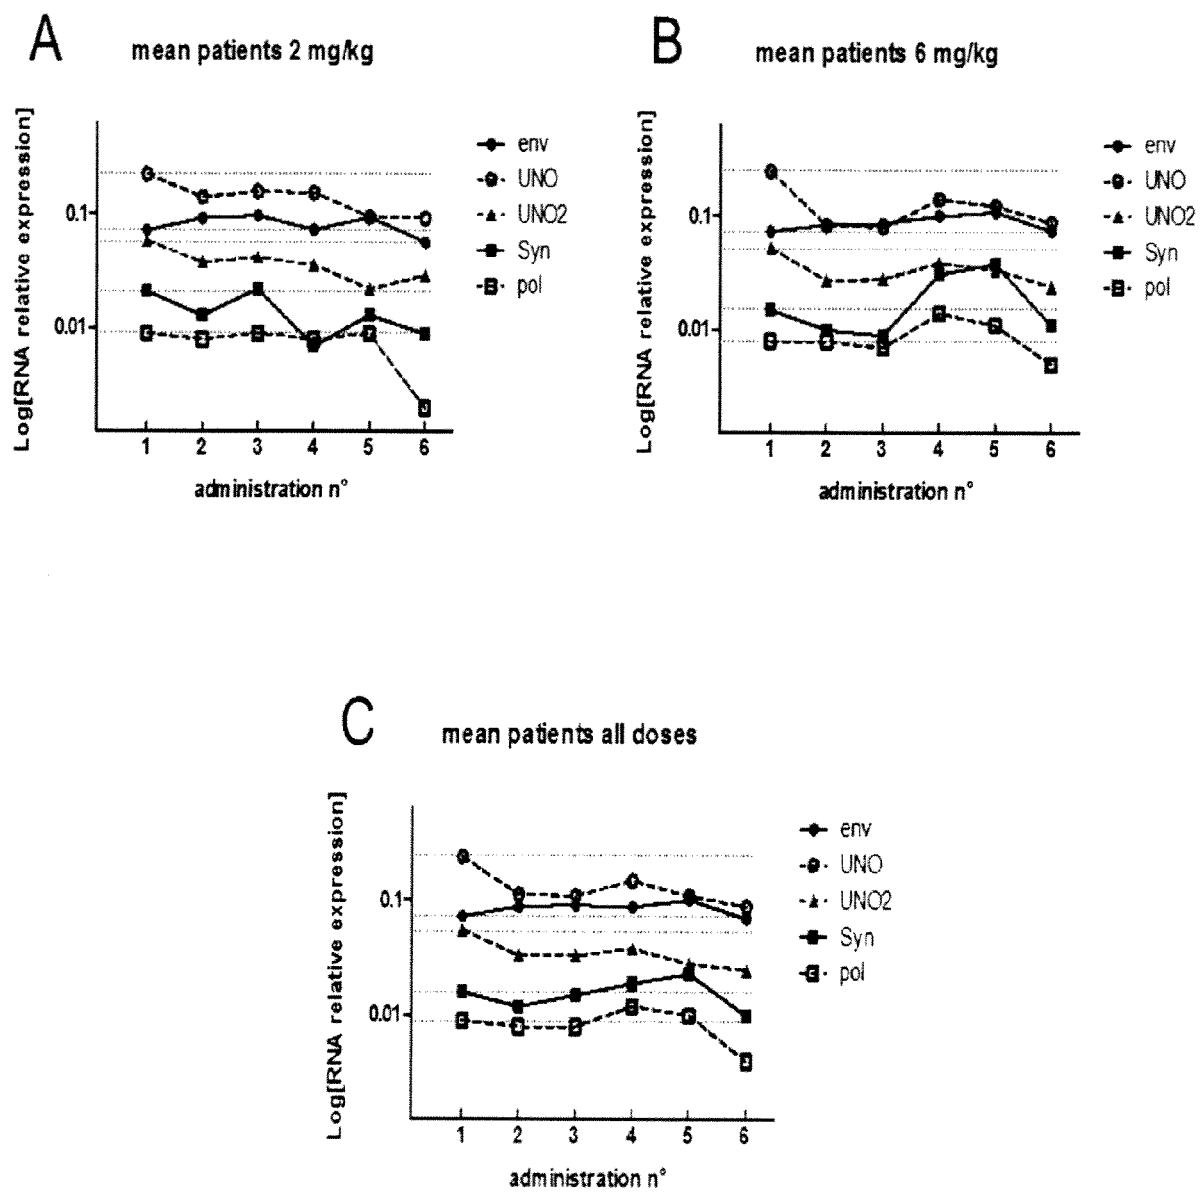 A
mean patients 2 mg/kg
Log[RNA relative expression]
0.1
0.01
1 2 3 4 5 6
administration n°
env
UNO
UNO2
Syn
pol
B
mean patients 6 mg/kg
Log[RNA relative expression]
0.1
0.01
1 2 3 4 5 6
administration n°
env
UNO
UNO2
Syn
pol
C
mean patients all doses
Log[RNA relative expression]
0.1
0.01
1 2 3 4 5 6
administration n°
env
UNO
UNO2
Syn
pol